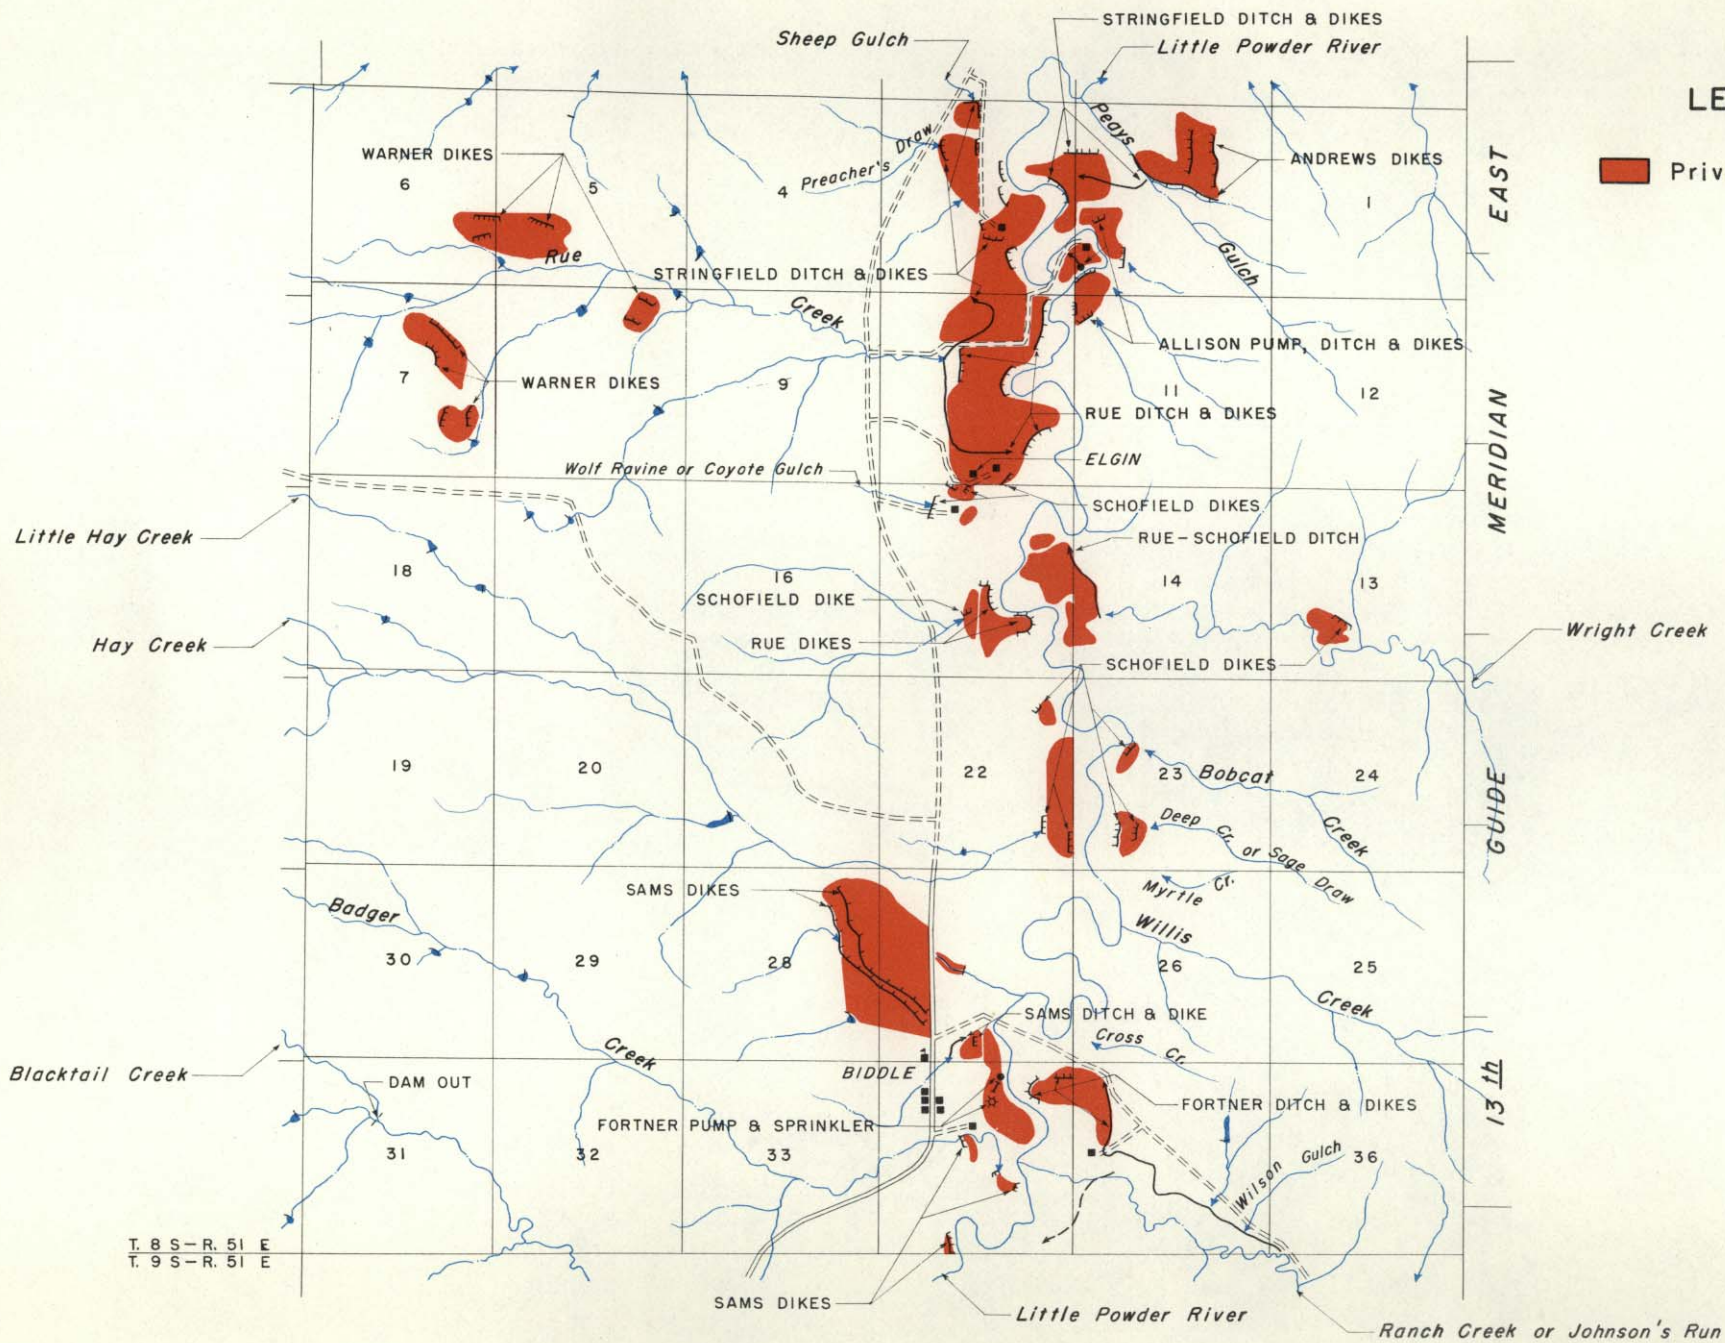 STRINGFIELD DITCH & DIKES
Sheep Gulch
Little Powder River
LE
Priv
EAST
MERIDIAN
GUIDE
13 th
Peays
Gulch
Preacher's Draw
WARNER DIKES
ANDREWS DIKES
6
5
4
1
Rue
Creek
STRINGFIELD DITCH & DIKES
ALLISON PUMP, DITCH & DIKES
7
WARNER DIKES
9
11
12
RUE DITCH & DIKES
ELGIN
Wolf Ravine or Coyote Gulch
SCHOFIELD DIKES
Little Hay Creek
RUE-SCHOFIELD DITCH
18
16
14
13
SCHOFIELD DIKE
Hay Creek
RUE DIKES
Wright Creek
SCHOFIELD DIKES
19
20
22
23
Bobcat
Creek
24
Deep Cr. or Sage Draw
Myrtle Cr.
SAMS DIKES
Badger
Creek
Willis
Creek
30
29
28
26
25
SAMS DITCH & DIKE
Cross Cr.
Blacktail Creek
DAM OUT
BIDDLE
FORTNER DITCH & DIKES
FORTNER PUMP & SPRINKLER
31
32
33
36
Wilson Gulch
T. 8 S-R. 51 E
T. 9 S-R. 51 E
SAMS DIKES
Little Powder River
Ranch Creek or Johnson's Run